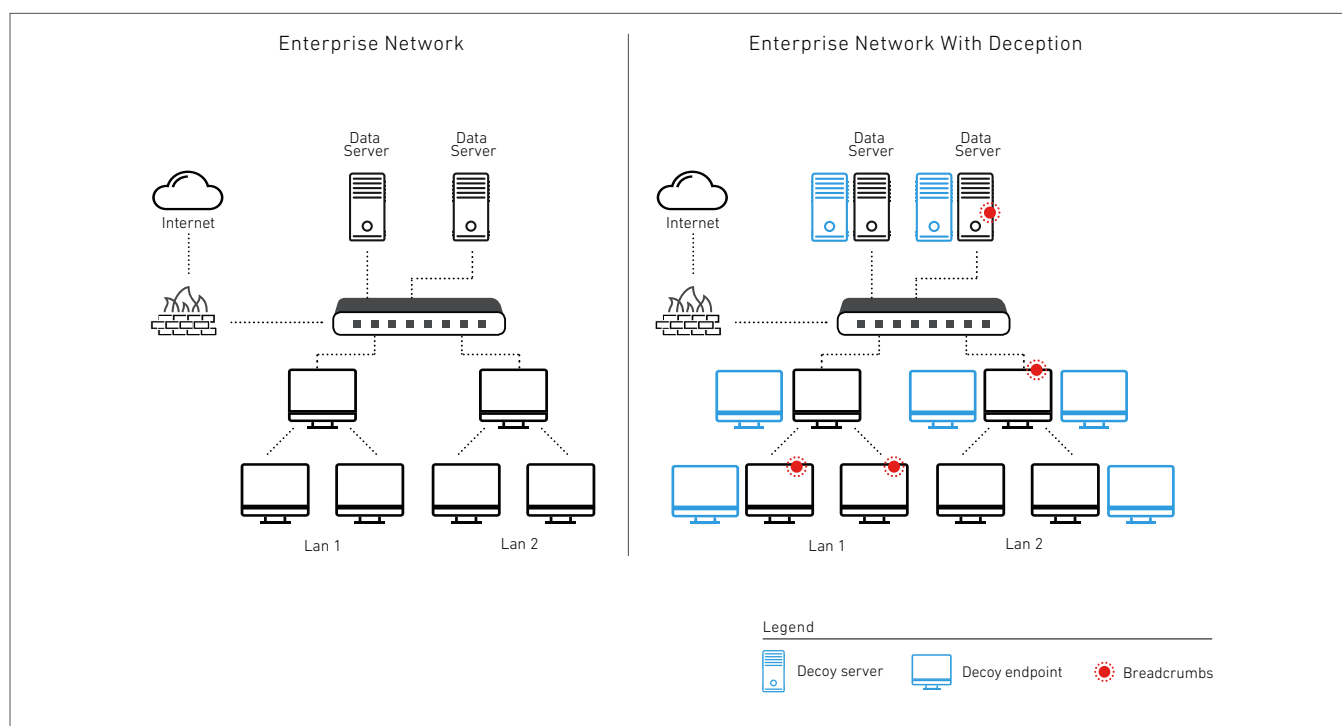 Enterprise Network
Data
Server
Data
Server
Internet
Lan 1
Lan 2
Enterprise Network With Deception
Data
Server
Data
Server
Internet
Lan 1
Lan 2
Legend
Decoy server
Decoy endpoint
Breadcrumbs